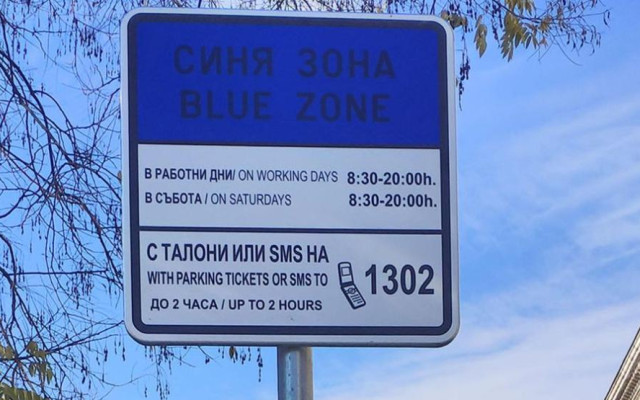 СИНЯ ЗОНА
BLUE ZONE
В РАБОТНИ ДНИ/ ON WORKING DAYS 8:30-20:00h.
В СЪБОТА / ON SATURDAYS 8:30-20:00h.
С ТАЛОНИ ИЛИ SMS НА
WITH PARKING TICKETS OR SMS TO 1302
ДО 2 ЧАСА / UP TO 2 HOURS